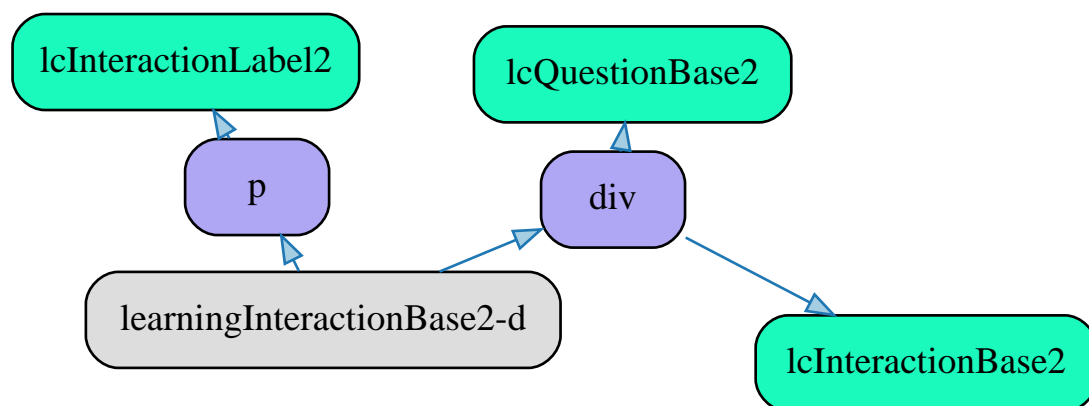 lcInteractionLabel2
lcQuestionBase2
p
div
learningInteractionBase2-d
lcInteractionBase2